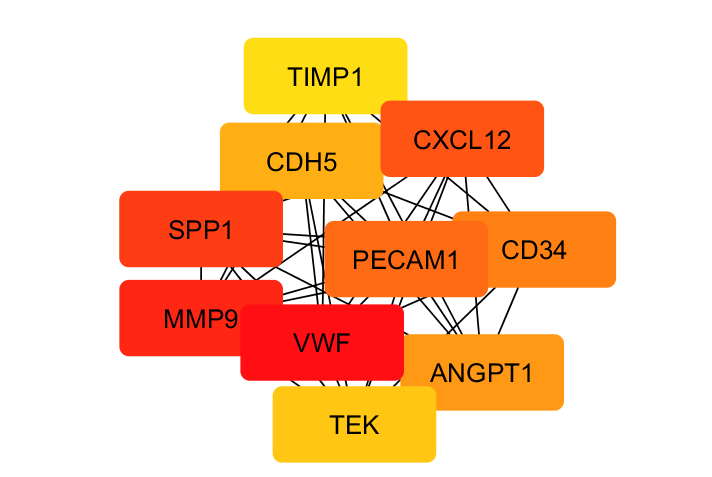 TIMP1
CXCL12
CDH5
SPP1
CD34
PECAM1
MMP9
VWF
ANGPT1
TEK